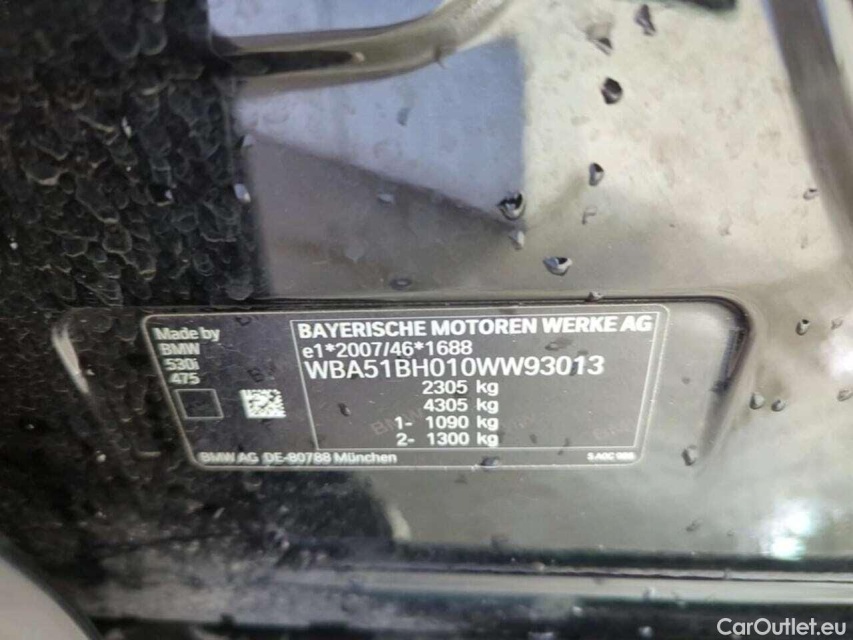 Made by
BMW
530i
475
BAYERISCHE MOTOREN WERKE AG
e1*2007/46*1688
WBA51BH010WW93013
2305 kg
4305 kg
1- 1090 kg
2- 1300 kg
BMW AG DE-80788 München
CarOutlet.eu